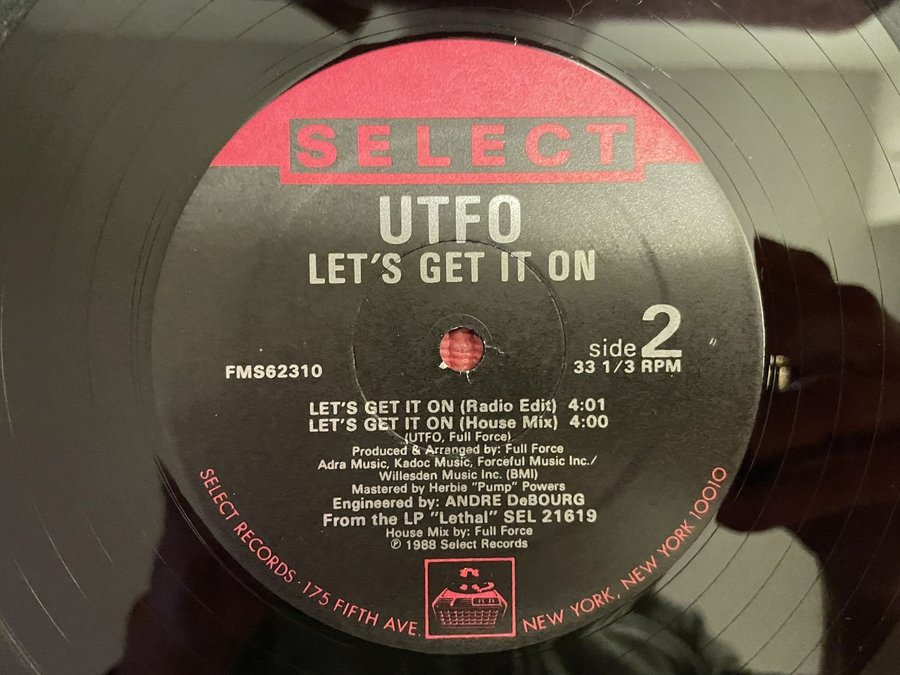 SELECT
UTFO
LET'S GET IT ON
side 2
FMS62310
33 1/3 RPM
LET'S GET IT ON (Radio Edit) 4:01
LET'S GET IT ON (House Mix) 4:00
(UTFO, Full Force)
Produced & Arranged by: Full Force
Adra Music, Kadoc Music, Forceful Music Inc./
Willesden Music Inc. (BMI)
Mastered by Herbie "Pump" Powers
Engineered by: ANDRE DeBOURG
From the LP "Lethal" SEL 21619
House Mix by: Full Force
℗ 1988 Select Records
SELECT RECORDS · 175 FIFTH AVE. NEW YORK, NEW YORK 10010